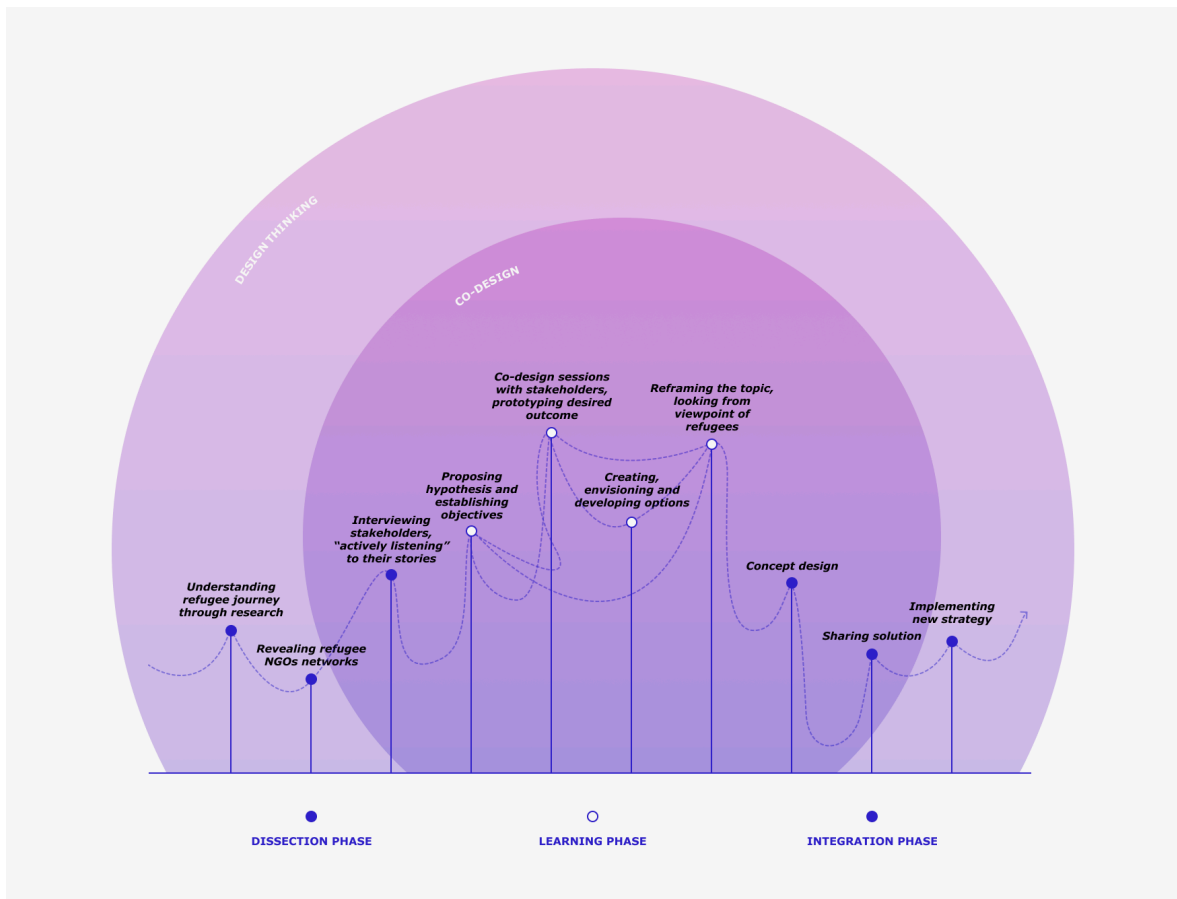 DESIGN THINKING
CO-DESIGN
Understanding
refugee journey
through research
Revealing refugee
NGOs networks
Interviewing
stakeholders,
“actively listening”
to their stories
Proposing
hypothesis and
establishing
objectives
Co-design sessions
with stakeholders,
prototyping desired
outcome
Creating,
envisioning and
developing options
Reframing the topic,
looking from
viewpoint of
refugees
Concept design
Sharing solution
Implementing
new strategy
DISSECTION PHASE
LEARNING PHASE
INTEGRATION PHASE